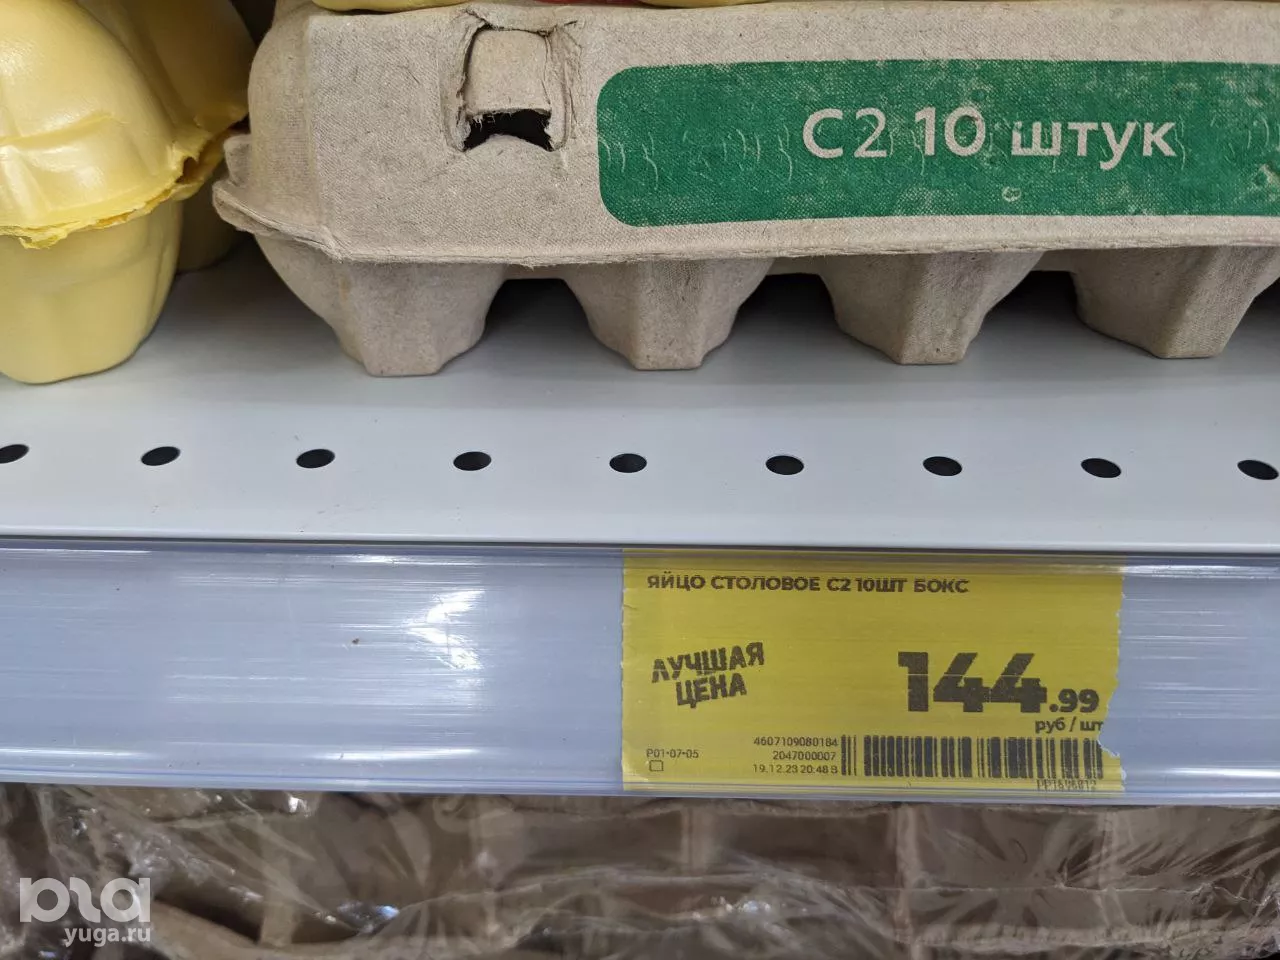 С2 10 штук
ЯЙЦО СТОЛОВОЕ С2 10ШТ БОКС
ЛУЧШАЯ
ЦЕНА
144.99
руб / шт
4607109080184
P01-07-05
2047000007
19.12.23 20:48 В
юга
yuga.ru